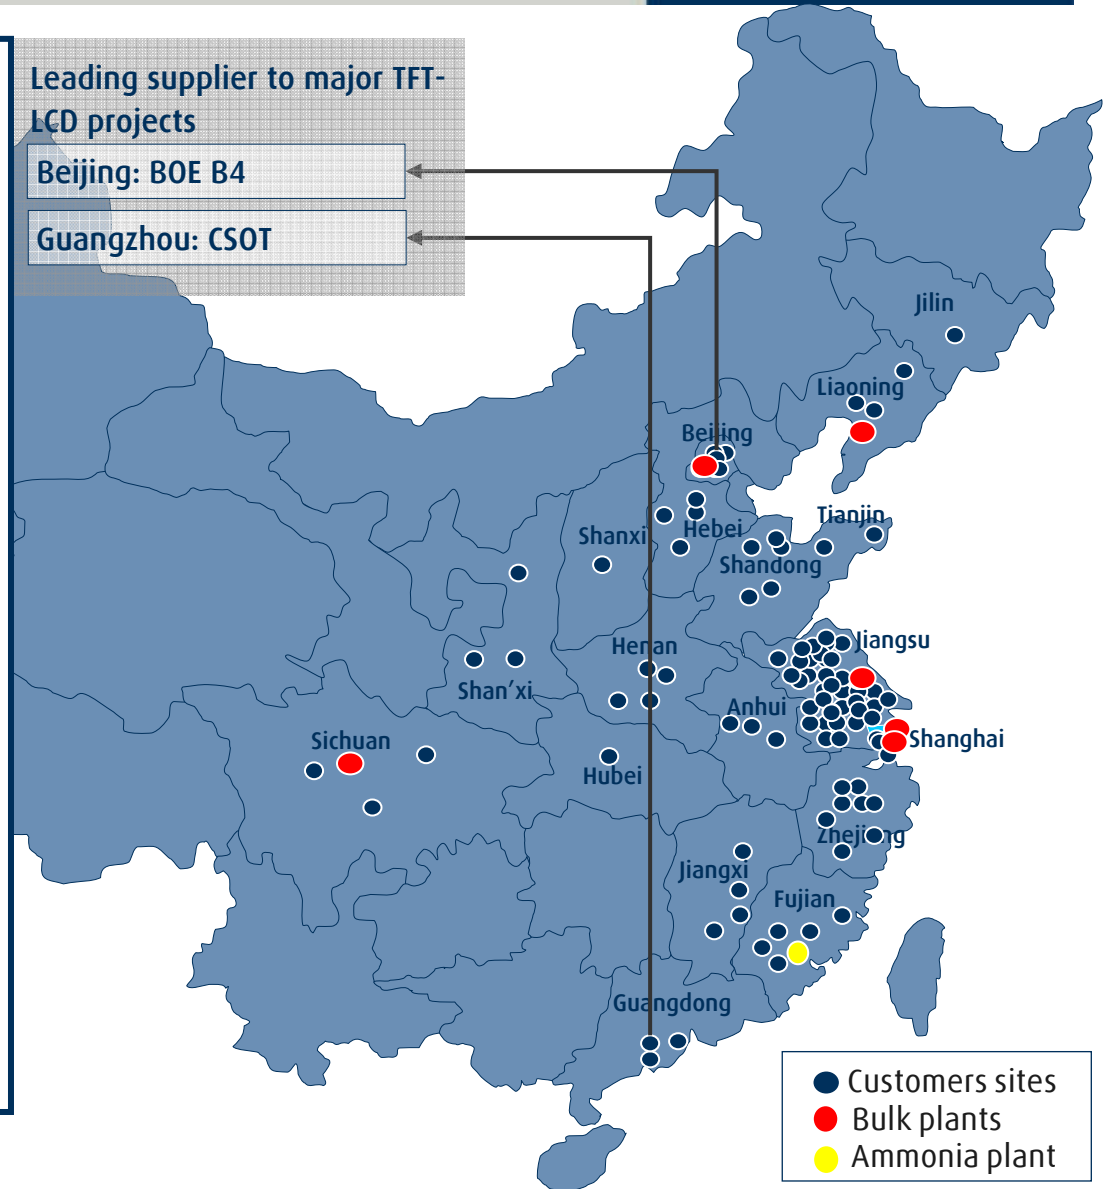 Leading supplier to major TFT-
LCD projects
Beijing: BOE B4
Guangzhou: CSOT
Jilin
Liaoning
Beijing
Tianjin
Shanxi
Hebei
Shandong
Jiangsu
Henan
Shan'xi
Anhui
Sichuan
Shanghai
Hubei
Zhejiang
Jiangxi
Fujian
Guangdong
Customers sites
Bulk plants
Ammonia plant